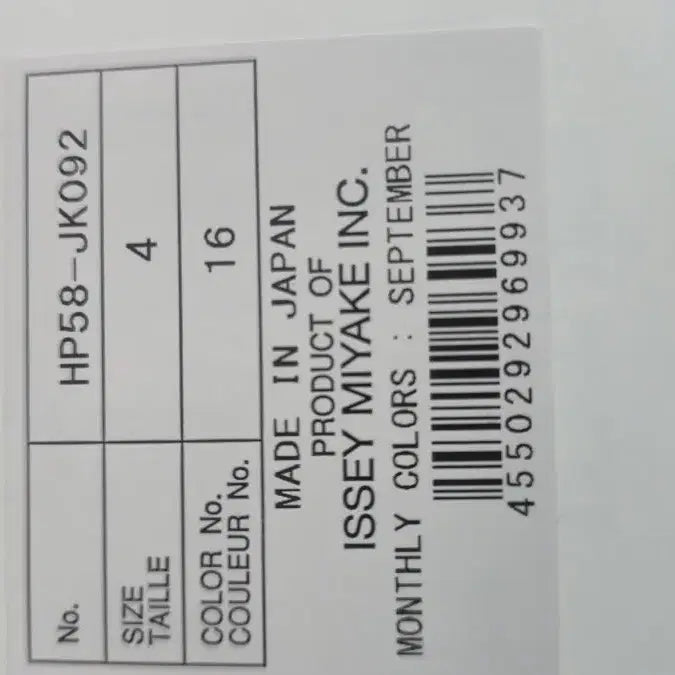 No. HP58-JK092
SIZE
TAILLE
4
COLOR No.
COULEUR No.
16
MADE IN JAPAN
PRODUCT OF
ISSEY MIYAKE INC.
MONTHLY COLORS : SEPTEMBER
4550292969937